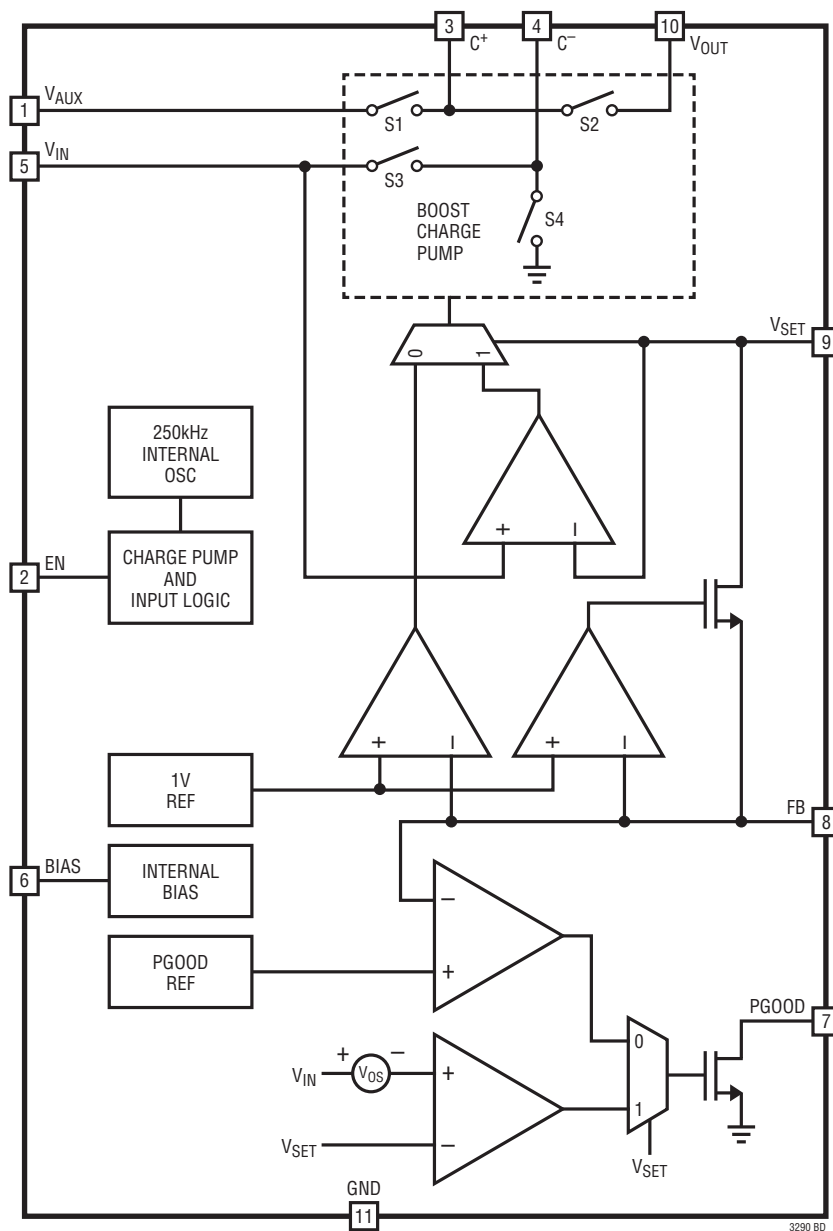 3
C+
4
C–
10
VOUT
1
VAUX
S1
S2
5
VIN
S3
BOOST
CHARGE
PUMP
S4
0
1
VSET
9
250kHz
INTERNAL
OSC
+
–
2
EN
CHARGE PUMP
AND
INPUT LOGIC
+
–
+
–
1V
REF
FB
8
6
BIAS
INTERNAL
BIAS
–
PGOOD
REF
+
PGOOD
7
0
VIN
+
VOS
–
+
1
VSET
–
VSET
GND
11
3290 BD